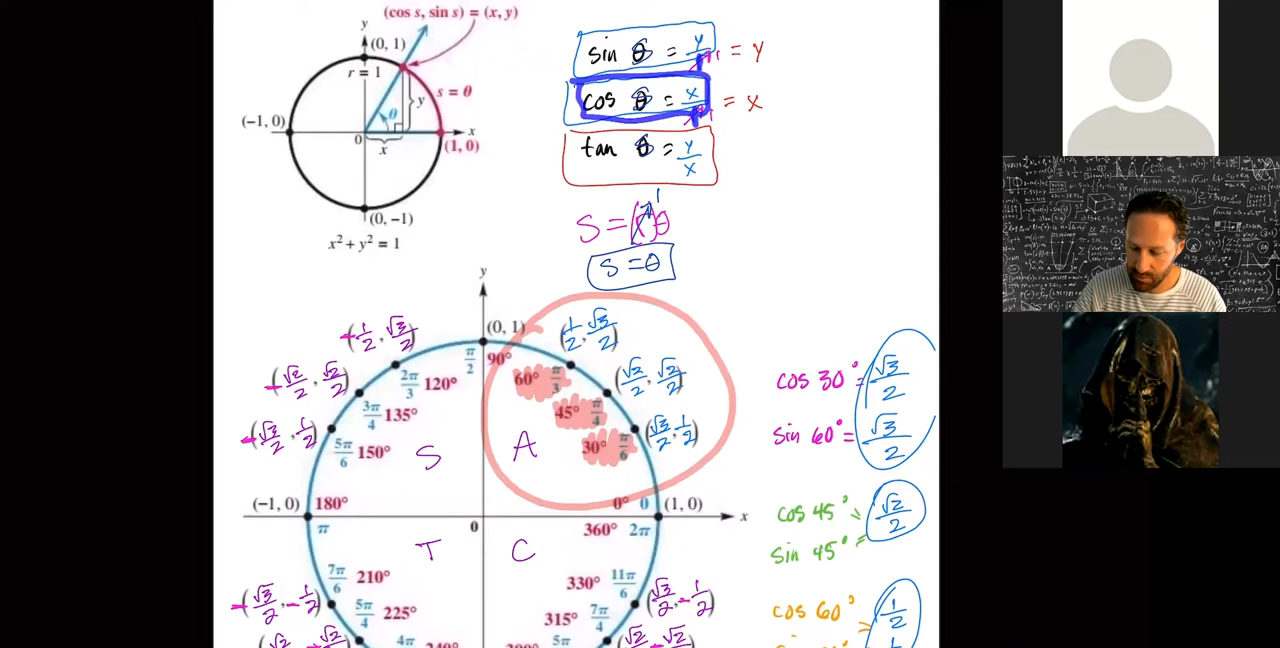 (cos s, sin s) = (x, y)
y
(0, 1)
r = 1
y
s = θ
θ
(-1, 0)
0
x
x
(1, 0)
(0, -1)
x² + y² = 1
sin θ = y/ = y
cos θ = x/ = x
tan θ = y/x
S = (r)θ
1
S = θ
y
(0, 1)
(-1/2, √3/2)
(1/2, √3/2)
π/2 90°
(-√2/2, √2/2)
2π/3 120°
60° π/3
(√2/2, √2/2)
3π/4 135°
45° π/4
(-√3/2, 1/2)
5π/6 150°
S
A
30° π/6
(√3/2, 1/2)
(-1, 0)
180°
0° 0
(1, 0)
π
0
360° 2π
x
T
C
7π/6 210°
330° 11π/6
(-√3/2, -1/2)
(√3/2, -1/2)
5π/4 225°
315° 7π/4
cos 30° = √3/2
sin 60° = √3/2
cos 45° = √2/2
sin 45° =
cos 60° = 1/2